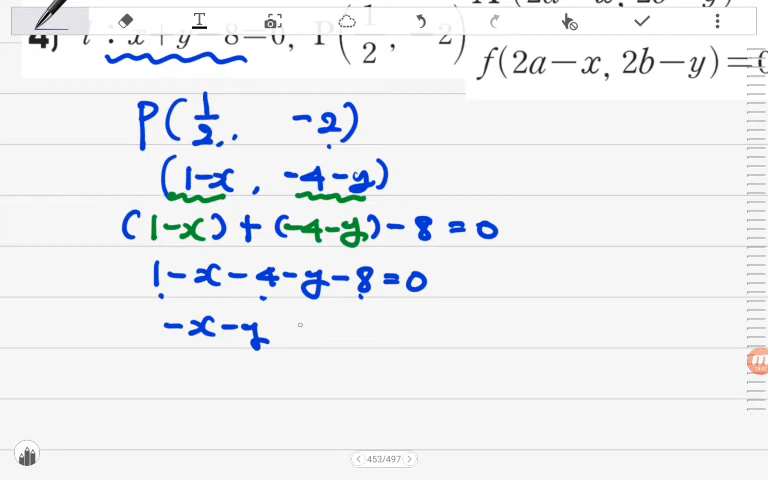 4) l : x+y-8=0, P(1/2, -2)
f(2a-x, 2b-y)=0
P(1/2, -2)
(1-x, -4-y)
(1-x)+(-4-y)-8=0
1-x-4-y-8=0
-x-y
453/497